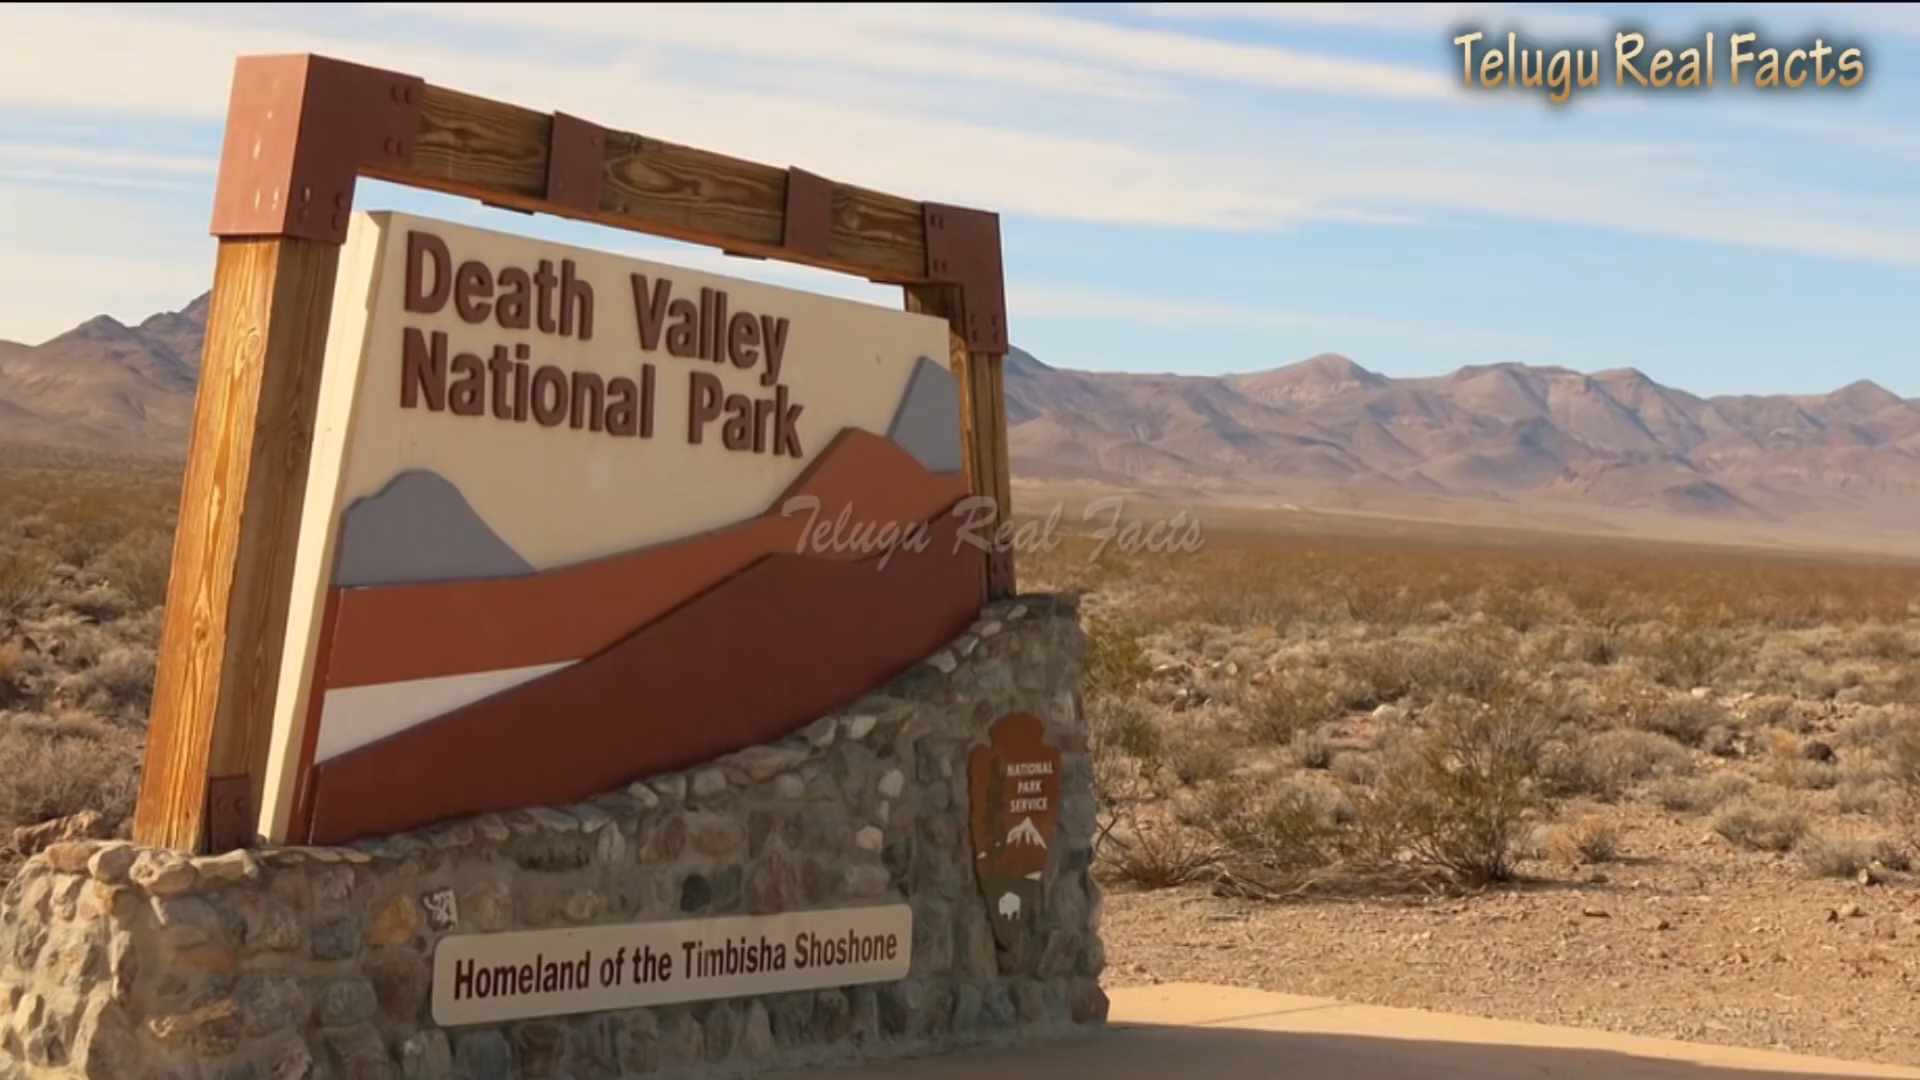 Telugu Real Facts
Death Valley
National Park
Telugu Real Facts
NATIONAL
PARK
SERVICE
Homeland of the Timbisha Shoshone